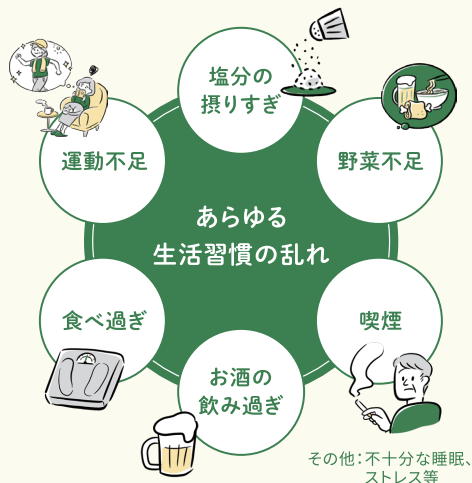 塩分の
摂りすぎ
運動不足
野菜不足
あらゆる
生活習慣の乱れ
食べ過ぎ
喫煙
お酒の
飲み過ぎ
その他：不十分な睡眠、
ストレス等